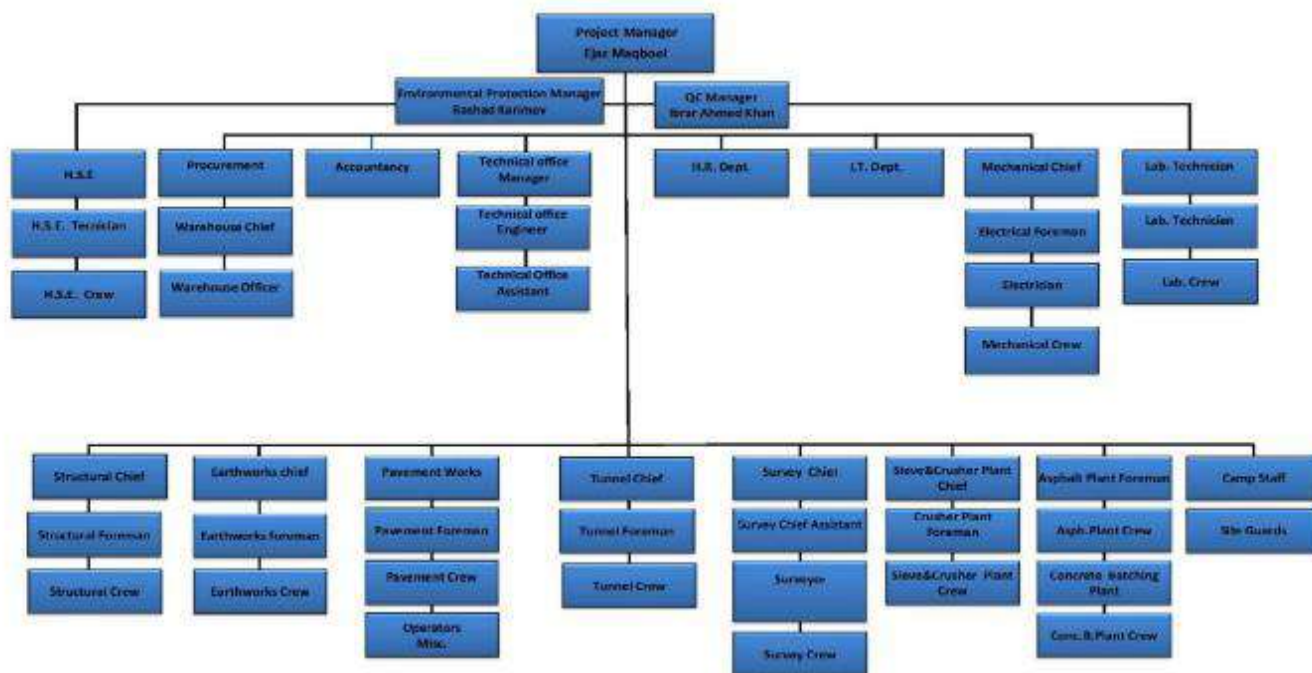 Project Manager
Ejaz Maqbool
Environmental Protection Manager
Rashad Karimov
QC Manager
Ibrar Ahmed Khan
H.S.E
Procurement
Accountancy
Technical office
Manager
H.R. Dept.
I.T. Dept.
Mechanical Chief
Lab. Technician
H.S.E. Tecnician
Warehouse Chief
Technical office
Engineer
Electrical Foreman
Lab. Technician
H.S.E. Crew
Warehouse Officer
Technical Office
Assistant
Electrician
Lab. Crew
Mechanical Crew
Structural Chief
Earthworks chief
Pavement Works
Tunnel Chief
Survey Chief
Sieve&Crusher Plant
Chief
Asphalt Plant Foreman
Camp Staff
Structural Foreman
Earthworks foreman
Pavement Foreman
Tunnel Foreman
Survey Chief Assistant
Crusher Plant
Foreman
Asph. Plant Crew
Site Guards
Structural Crew
Earthworks Crew
Pavement Crew
Tunnel Crew
Surveyor
Sieve&Crusher Plant
Crew
Concrete Batching
Plant
Operators
Misc.
Survey Crew
Conc. B. Plant Crew